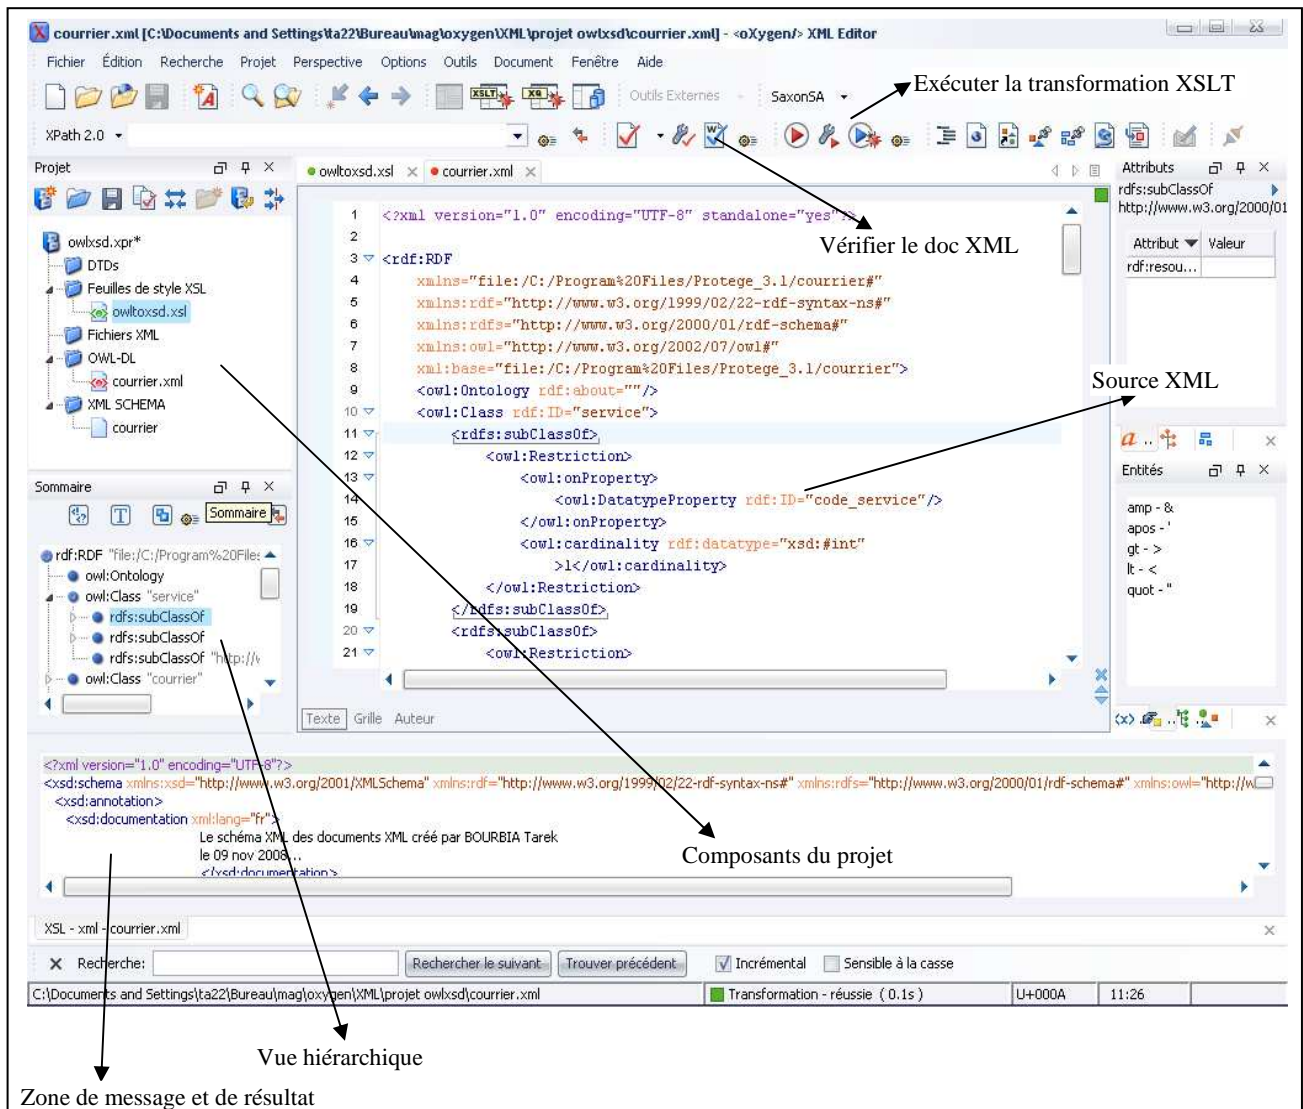 courrier.xml [C:\Documents and Settings\ta22\Bureau\mag\oxygen\XML\projet owlxsd\courrier.xml] - <oXygen/> XML Editor
Fichier Édition Recherche Projet Perspective Options Outils Document Fenêtre Aide
XSLT XQ Outils Externes SaxonSA
Exécuter la transformation XSLT
XPath 2.0
Projet
owlxsd.xpr*
DTDs
Feuilles de style XSL
owltoxsd.xsl
Fichiers XML
OWL-DL
courrier.xml
XML SCHEMA
courrier
Sommaire
Sommaire
rdf:RDF "file:/C:/Program%20File:
owl:Ontology
owl:Class "service"
rdfs:subClassOf
rdfs:subClassOf
rdfs:subClassOf "http://w
owl:Class "courrier"
owltoxsd.xsl courrier.xml
1 <?xml version="1.0" encoding="UTF-8" standalone="yes"?>
2
3 <rdf:RDF
4 xmlns="file:/C:/Program%20Files/Protege_3.1/courrier#"
5 xmlns:rdf="http://www.w3.org/1999/02/22-rdf-syntax-ns#"
6 xmlns:rdfs="http://www.w3.org/2000/01/rdf-schema#"
7 xmlns:owl="http://www.w3.org/2002/07/owl#"
8 xml:base="file:/C:/Program%20Files/Protege_3.1/courrier">
9 <owl:Ontology rdf:about=""/>
10 <owl:Class rdf:ID="service">
11 <rdfs:subClassOf>
12 <owl:Restriction>
13 <owl:onProperty>
14 <owl:DatatypeProperty rdf:ID="code_service"/>
15 </owl:onProperty>
16 <owl:cardinality rdf:datatype="xsd:#int"
17 >1</owl:cardinality>
18 </owl:Restriction>
19 </rdfs:subClassOf>
20 <rdfs:subClassOf>
21 <owl:Restriction>
Vérifier le doc XML
Source XML
Texte Grille Auteur
Attributs
rdfs:subClassOf
http://www.w3.org/2000/01
Attribut Valeur
rdf:resou...
Entités
amp - &
apos - '
gt - >
lt - <
quot - "
<?xml version="1.0" encoding="UTF-8"?>
<xsd:schema xmlns:xsd="http://www.w3.org/2001/XMLSchema" xmlns:rdf="http://www.w3.org/1999/02/22-rdf-syntax-ns#" xmlns:rdfs="http://www.w3.org/2000/01/rdf-schema#" xmlns:owl="http://w
<xsd:annotation>
<xsd:documentation xml:lang="fr">
Le schéma XML des documents XML créé par BOURBIA Tarek
le 09 nov 2008...
</xsd:documentation>
Composants du projet
XSL - xml - courrier.xml
Recherche: Rechercher le suivant Trouver précédent Incrémental Sensible à la casse
C:\Documents and Settings\ta22\Bureau\mag\oxygen\XML\projet owlxsd\courrier.xml Transformation - réussie ( 0.1s ) U+000A 11:26
Vue hiérarchique
Zone de message et de résultat